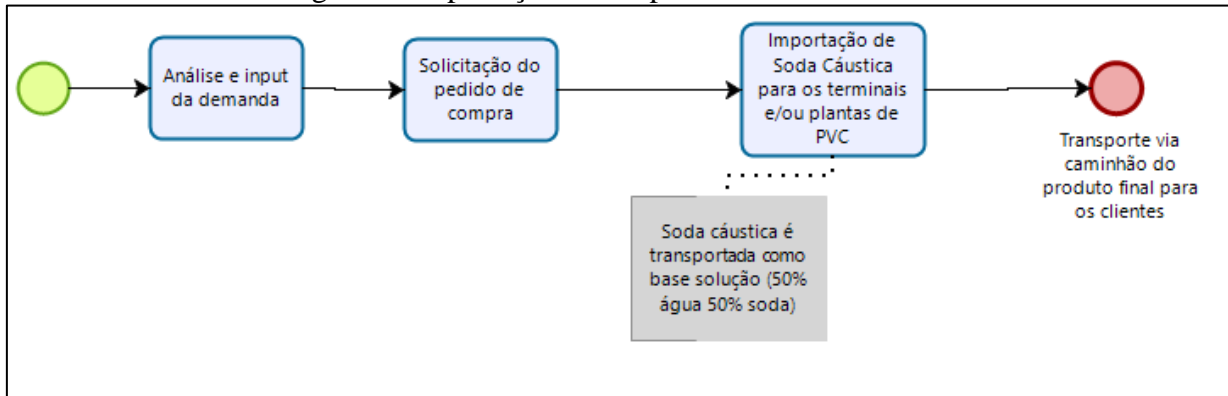 Análise e input
da demanda
Solicitação do
pedido de
compra
Importação de
Soda Cáustica
para os terminais
e/ou plantas de
PVC
Transporte via
caminhão do
produto final para
os clientes
Soda cáustica é
transportada como
base solução (50%
água 50% soda)